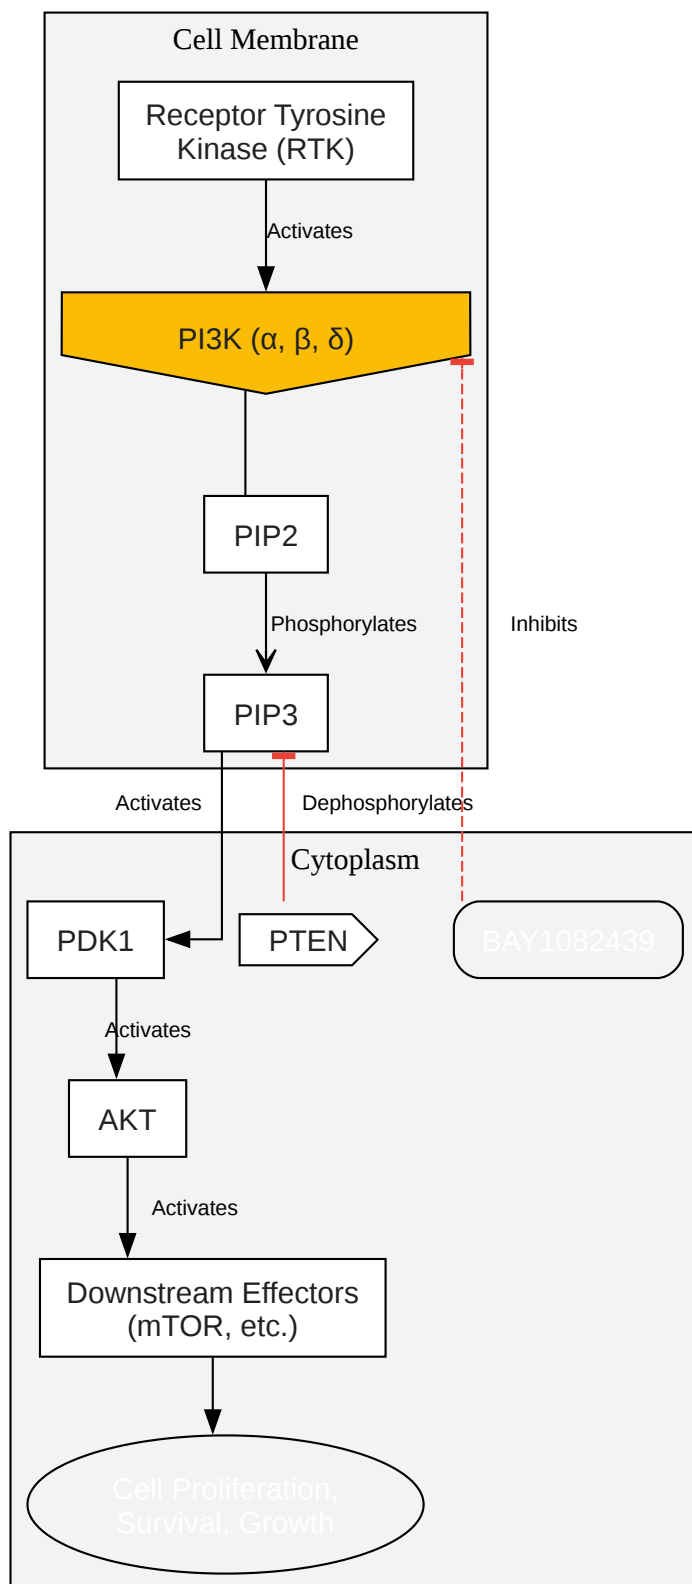 Cell Membrane
Receptor Tyrosine
Kinase (RTK)
Activates
PI3K (α, β, δ)
PIP2
Phosphorylates
Inhibits
PIP3
Activates
Dephosphorylates
Cytoplasm
PDK1
PTEN
BAY1082439
Activates
AKT
Activates
Downstream Effectors
(mTOR, etc.)
Cell Proliferation,
Survival, Growth